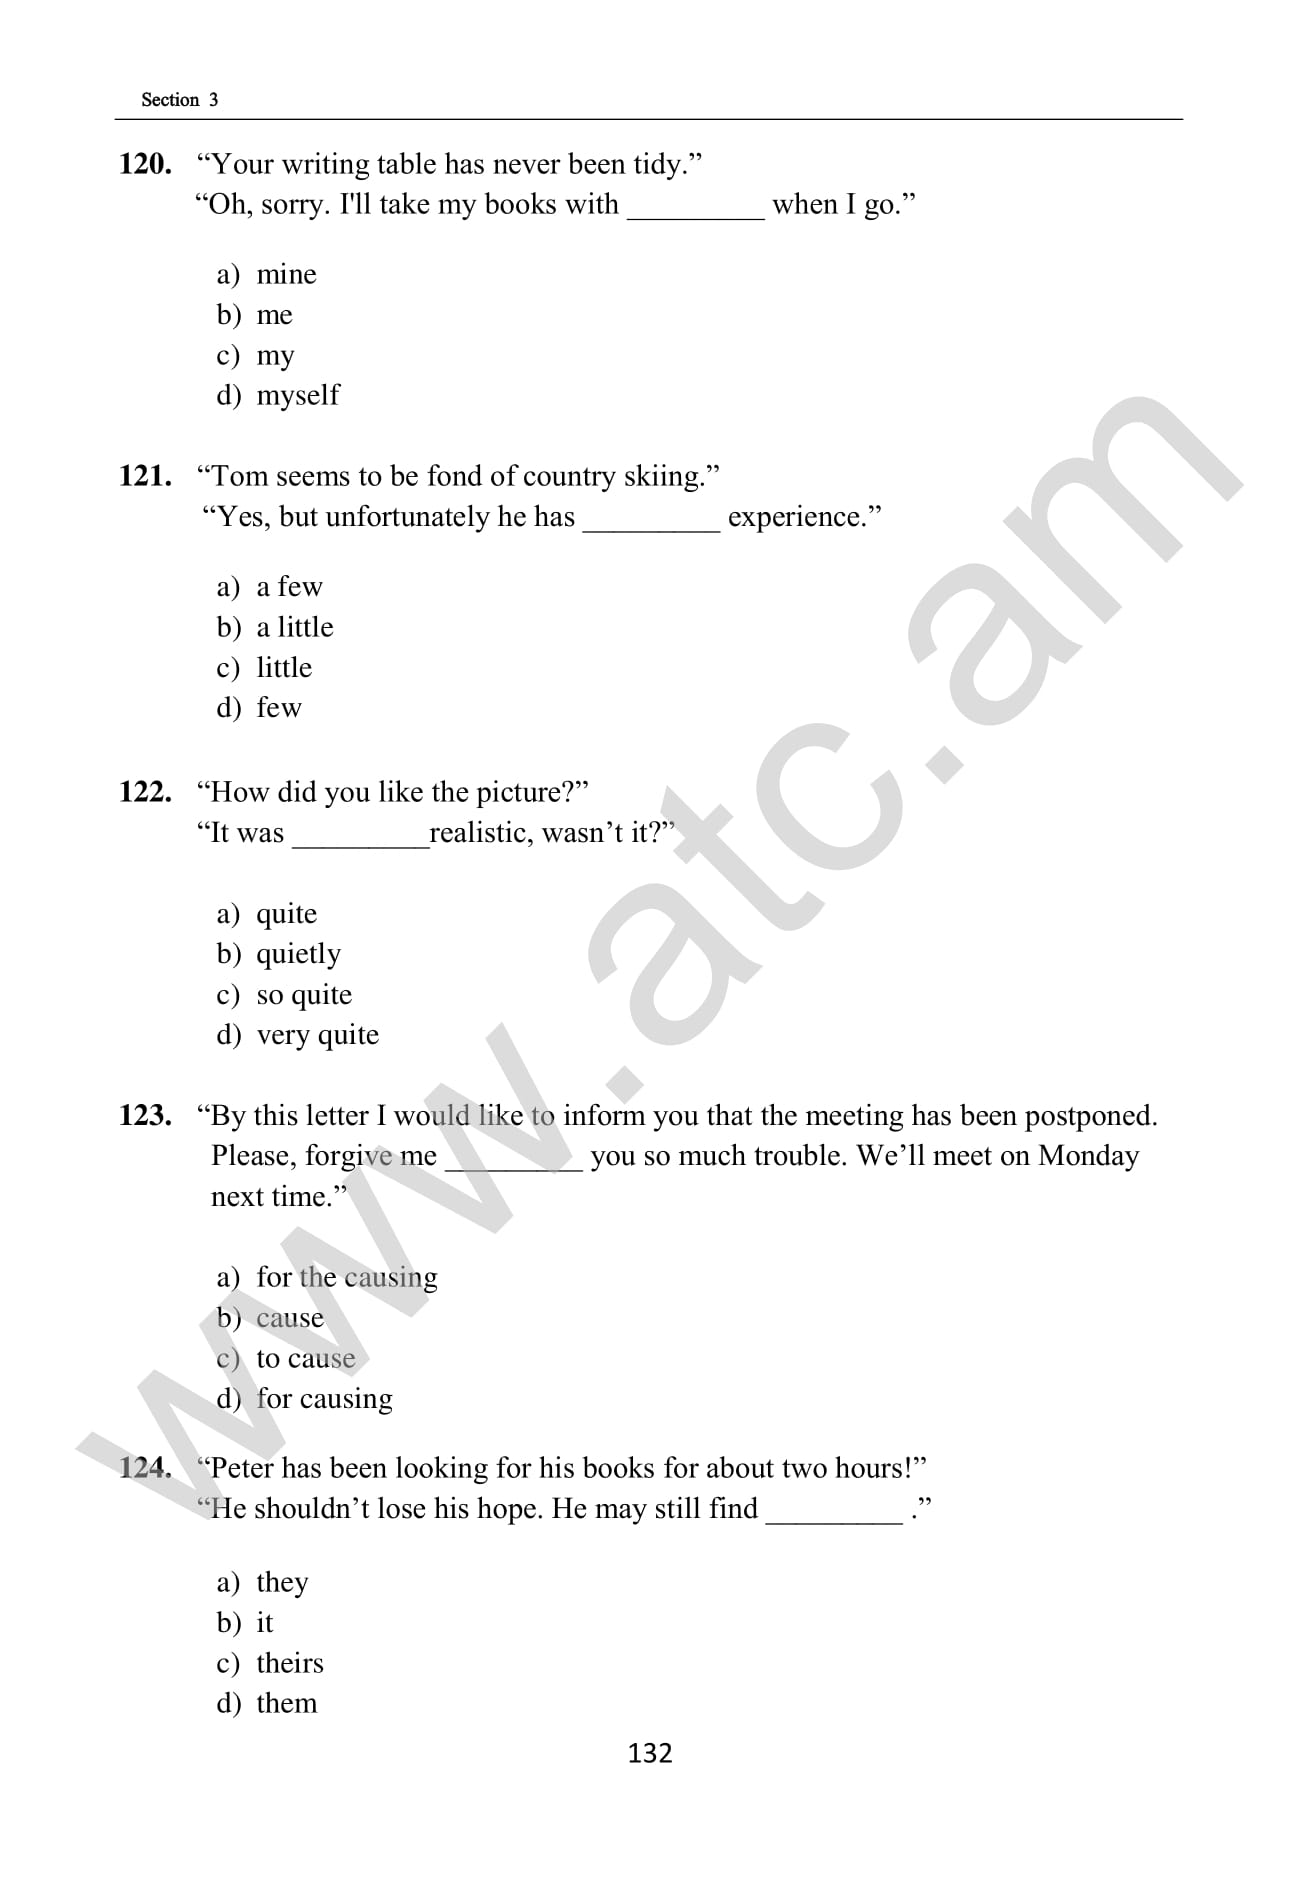 Section 3
120. “Your writing table has never been tidy.”
“Oh, sorry. I'll take my books with _________ when I go.”
a) mine
b) me
c) my
d) myself
121. “Tom seems to be fond of country skiing.”
“Yes, but unfortunately he has _________ experience.”
a) a few
b) a little
c) little
d) few
122. “How did you like the picture?”
“It was _________realistic, wasn’t it?”
a) quite
b) quietly
c) so quite
d) very quite
123. “By this letter I would like to inform you that the meeting has been postponed.
Please, forgive me _________ you so much trouble. We’ll meet on Monday
next time.”
a) for the causing
b) cause
c) to cause
d) for causing
124. “Peter has been looking for his books for about two hours!”
“He shouldn’t lose his hope. He may still find _________ .”
a) they
b) it
c) theirs
d) them
132
www.atc.am